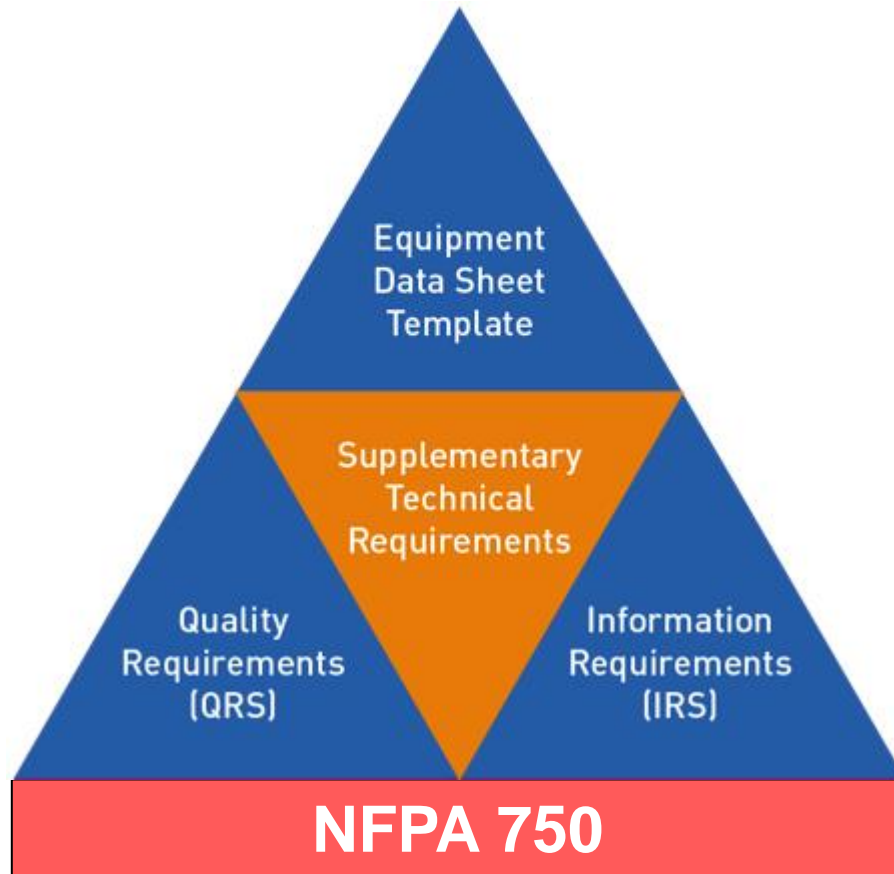 Equipment
Data Sheet
Template
Supplementary
Technical
Requirements
Quality
Requirements
(QRS)
Information
Requirements
(IRS)
NFPA 750